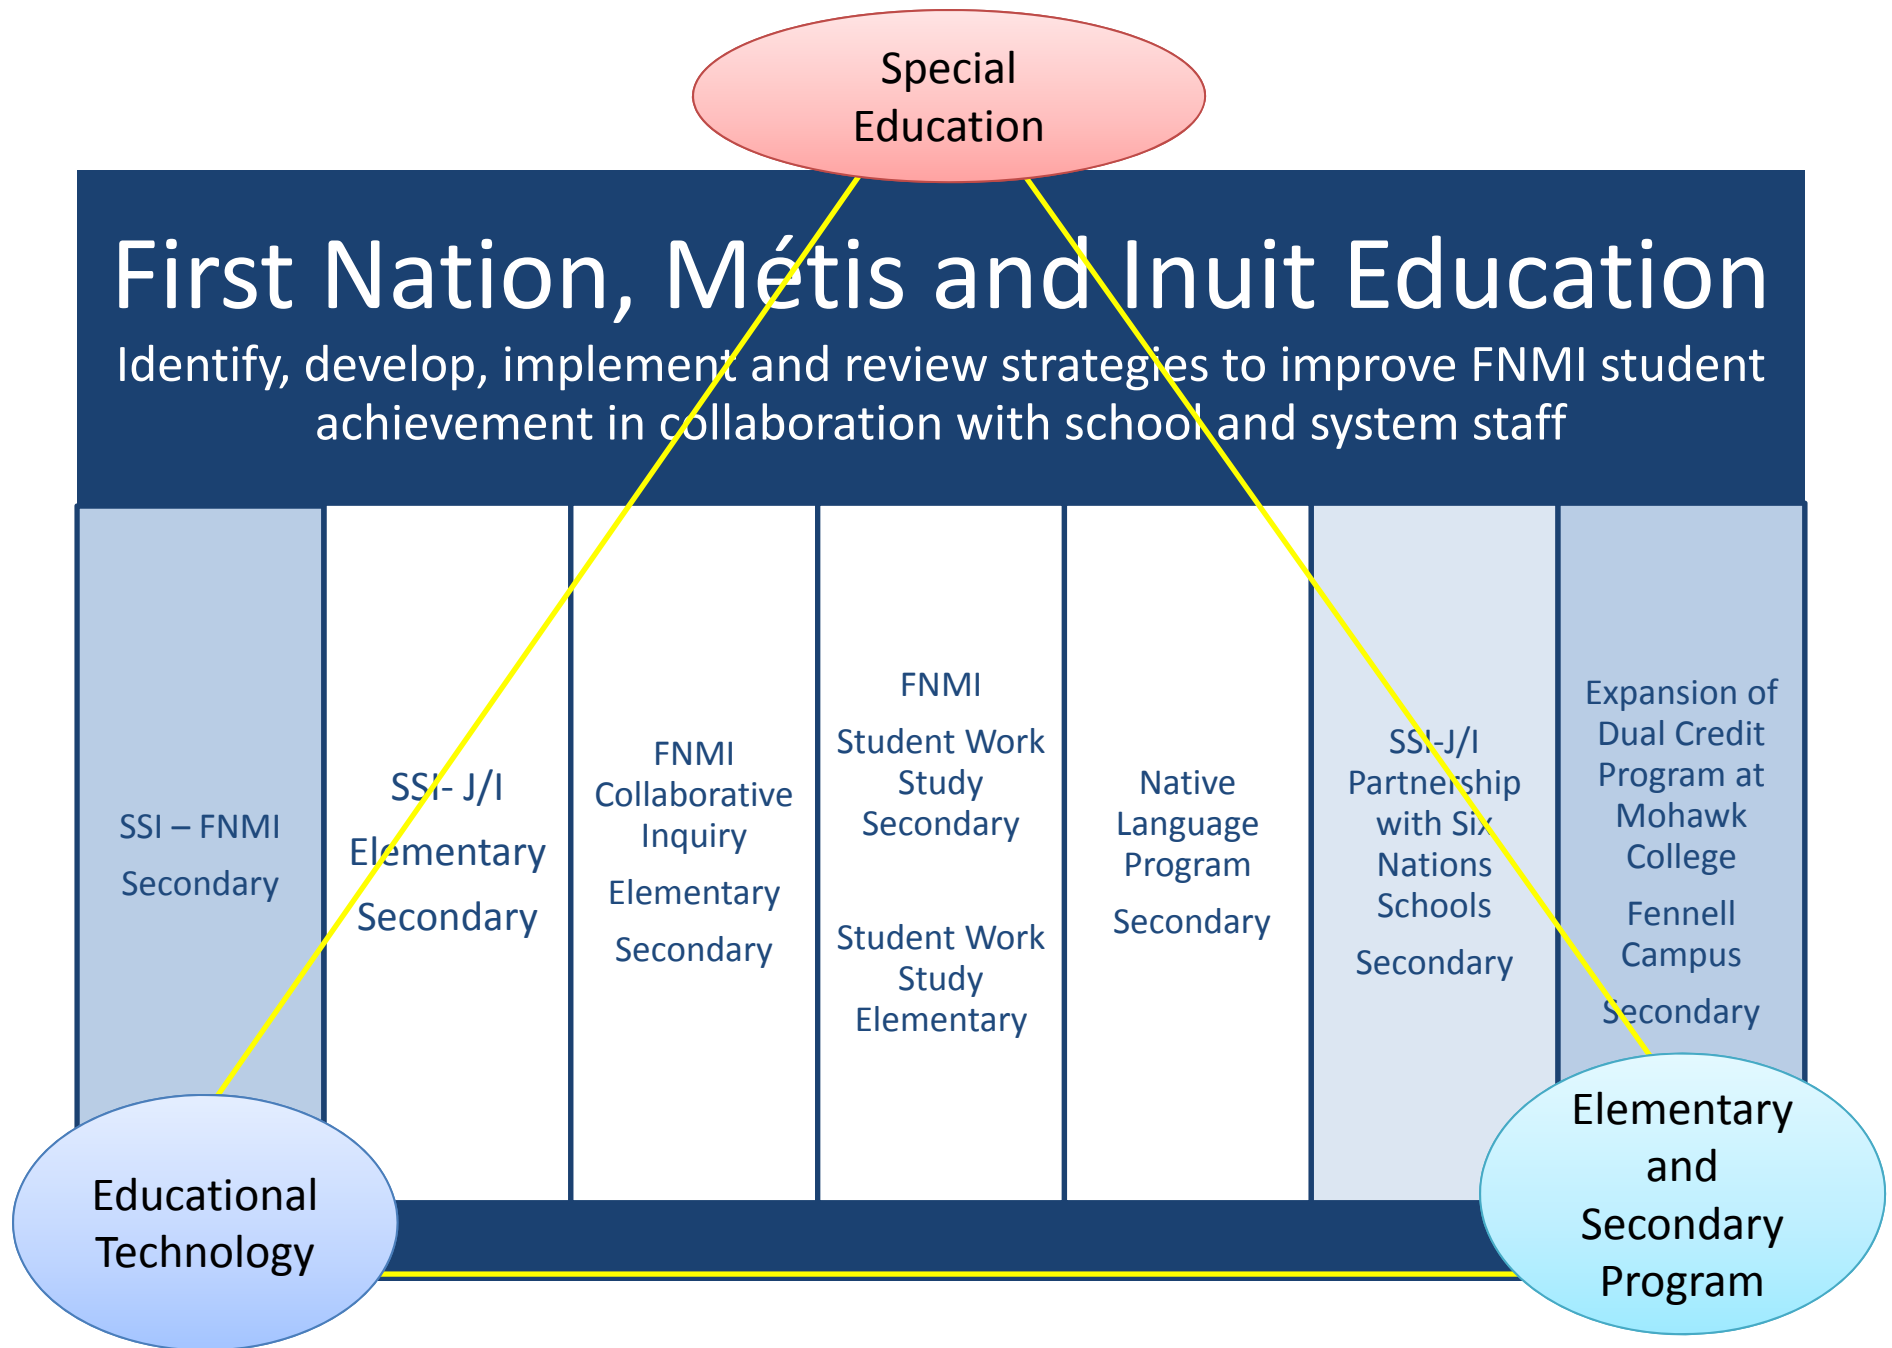 Special
Education
First Nation, Métis and Inuit Education
Identify, develop, implement and review strategies to improve FNMI student
achievement in collaboration with school and system staff
SSI – FNMI
Secondary
SSI- J/I
Elementary
Secondary
FNMI
Collaborative
Inquiry
Elementary
Secondary
FNMI
Student Work
Study
Secondary
Student Work
Study
Elementary
Native
Language
Program
Secondary
SSI-J/I
Partnership
with Six
Nations
Schools
Secondary
Expansion of
Dual Credit
Program at
Mohawk
College
Fennell
Campus
Secondary
Educational
Technology
Elementary
and
Secondary
Program